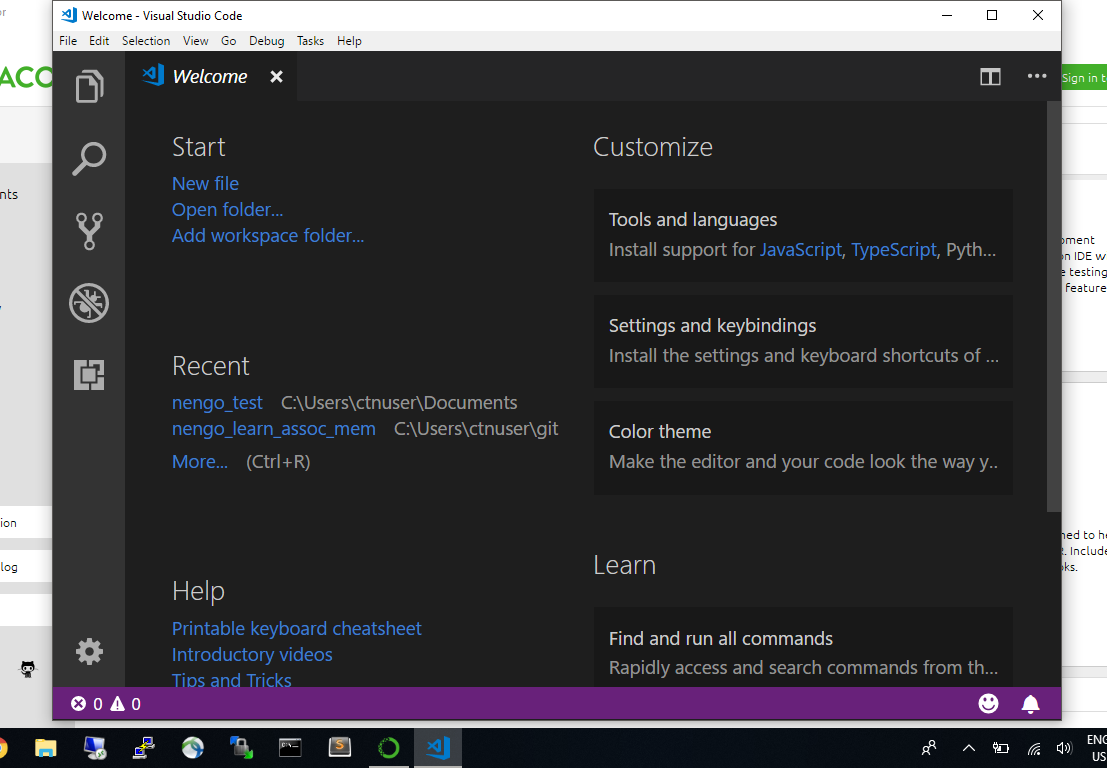 Welcome - Visual Studio Code
File Edit Selection View Go Debug Tasks Help
ACO
Welcome
Sign in t
Start
New file
Open folder...
Add workspace folder...
Customize
Tools and languages
Install support for JavaScript, TypeScript, Pyth...
Settings and keybindings
Install the settings and keyboard shortcuts of ...
Color theme
Make the editor and your code look the way y..
Recent
nengo_test C:\Users\ctnuser\Documents
nengo_learn_assoc_mem C:\Users\ctnuser\git
More... (Ctrl+R)
Learn
Find and run all commands
Rapidly access and search commands from th...
Help
Printable keyboard cheatsheet
Introductory videos
Tips and Tricks
nts
ion
log
oment
on IDE w
e testing
feature
ned to he
R. Include
oks.
0 0
ENG
US